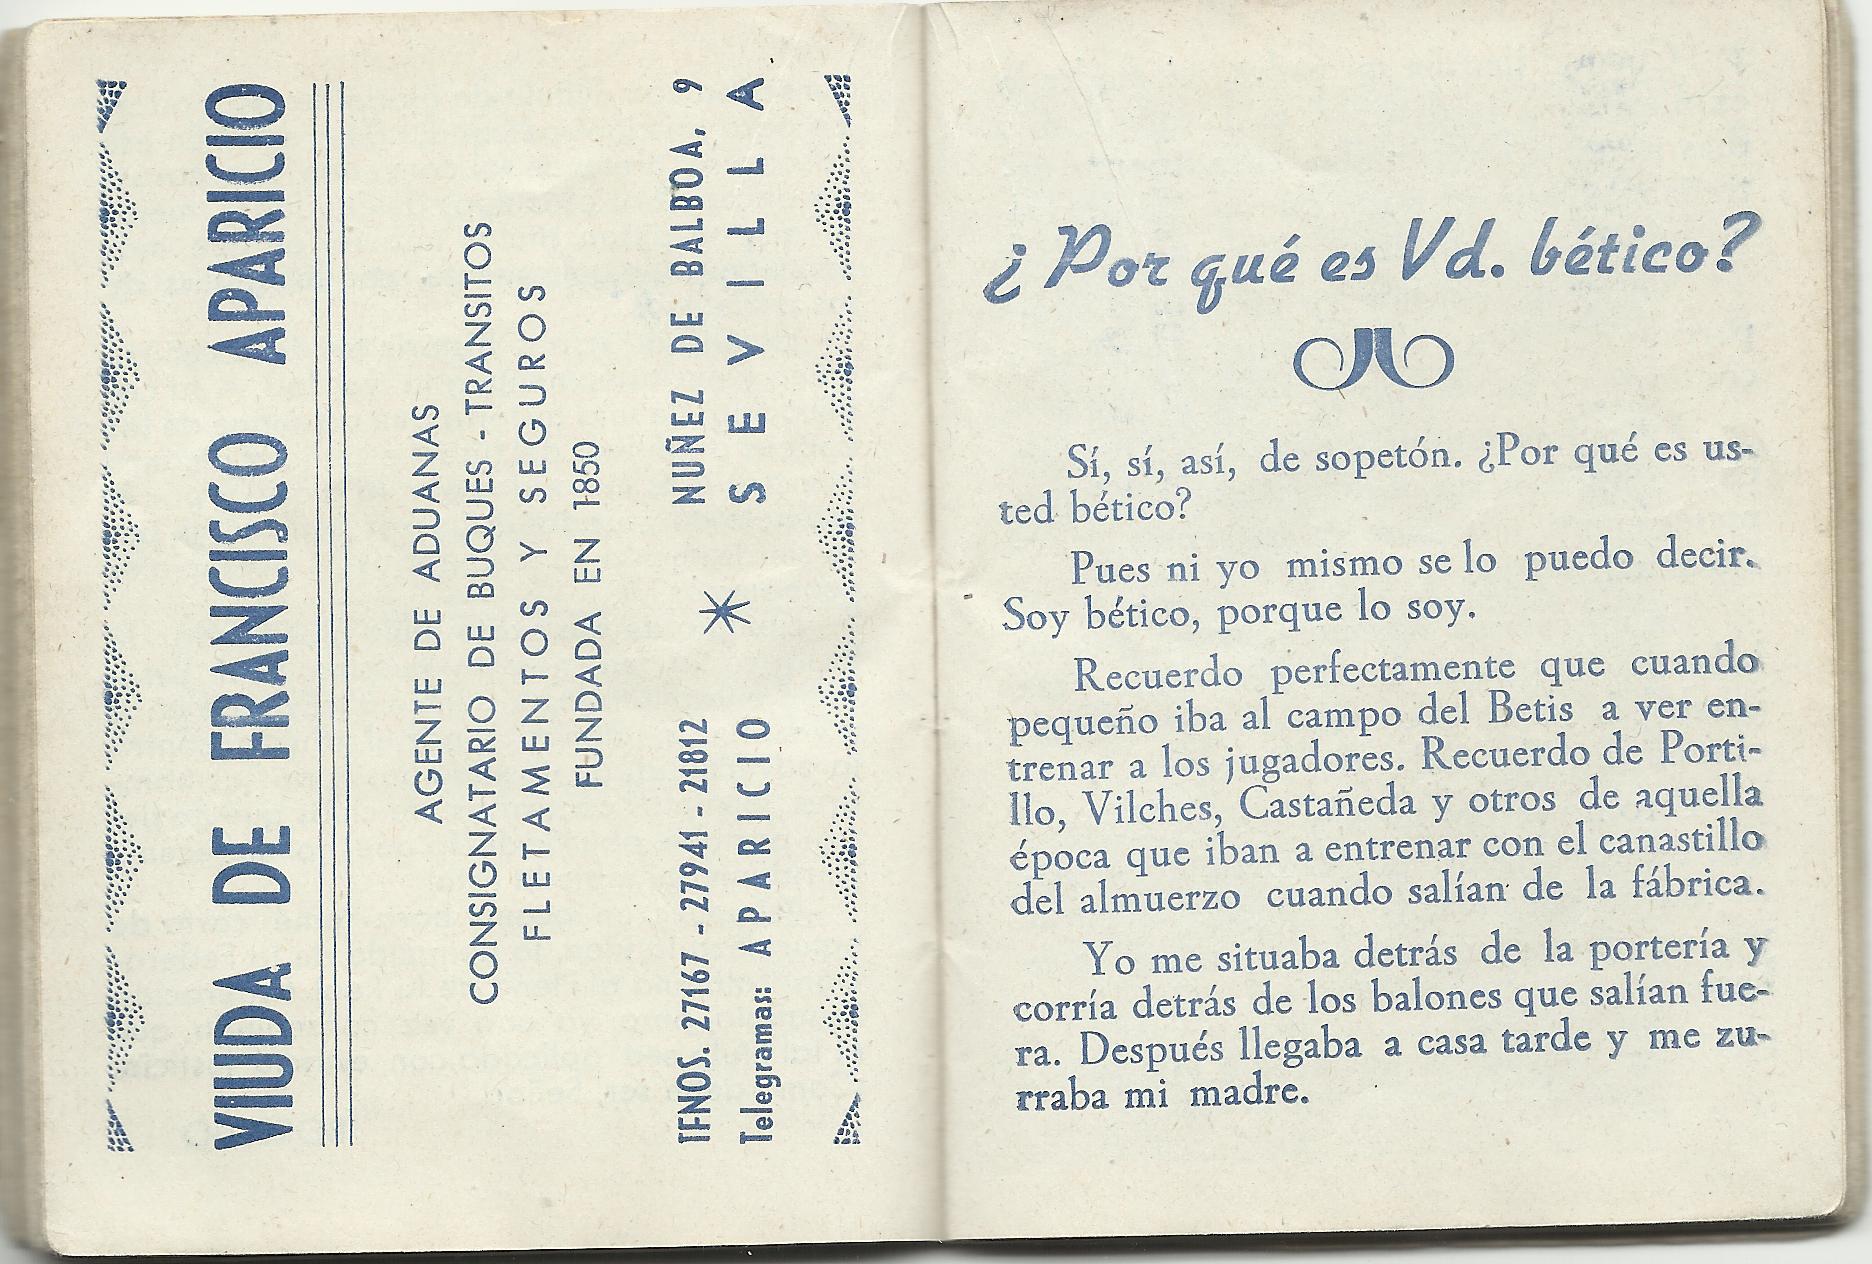 VIUDA DE FRANCISCO APARICIO
AGENTE DE ADUANAS
CONSIGNATARIO DE BUQUES - TRANSITOS
FLETAMENTOS Y SEGUROS
FUNDADA EN 1850
TFNOS. 27167 - 27941 - 21812
Telegramas: APARICIO
NUÑEZ DE BALBOA, 9
SEVILLA
¿Por qué es Vd. bético?
Sí, sí, así, de sopetón. ¿Por qué es us-
ted bético?
Pues ni yo mismo se lo puedo decir.
Soy bético, porque lo soy.
Recuerdo perfectamente que cuando
pequeño iba al campo del Betis a ver en-
trenar a los jugadores. Recuerdo de Porti-
llo, Vilches, Castañeda y otros de aquella
época que iban a entrenar con el canastillo
del almuerzo cuando salían de la fábrica.
Yo me situaba detrás de la portería y
corría detrás de los balones que salían fue-
ra. Después llegaba a casa tarde y me zu-
rraba mi madre.